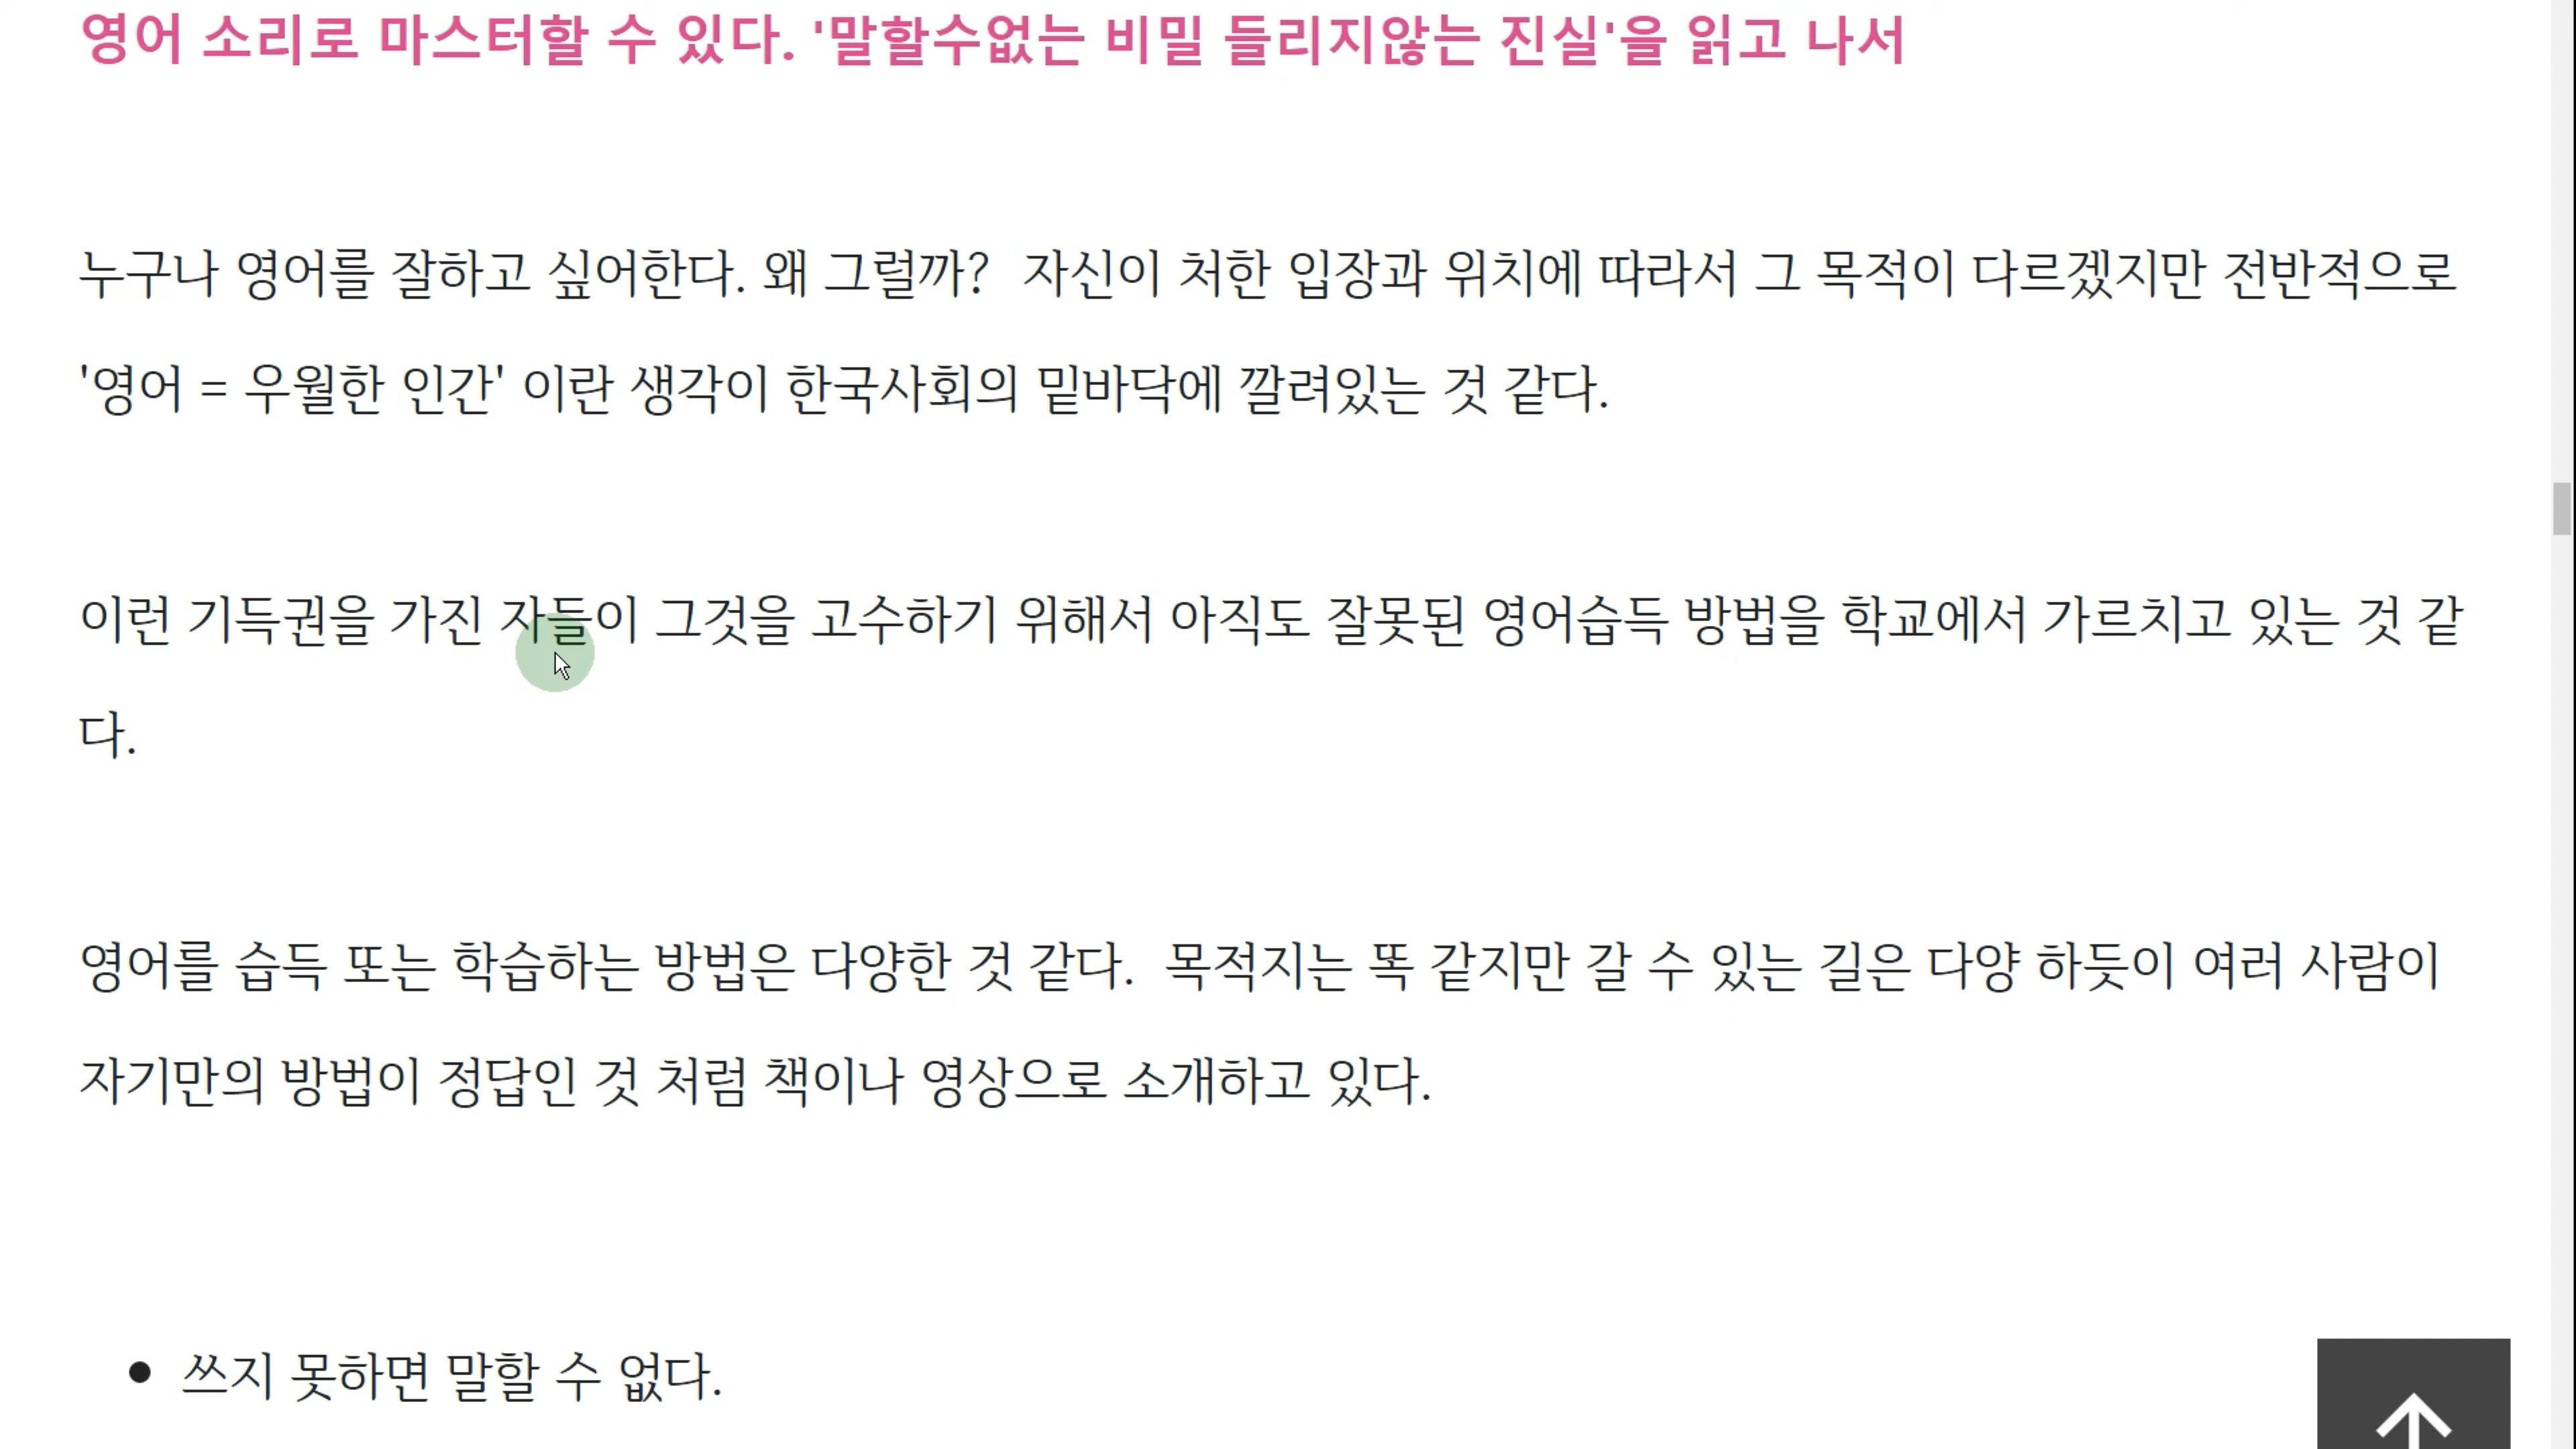 영어 소리로 마스터할 수 있다. '말할수없는 비밀 들리지않는 진실'을 읽고 나서
누구나 영어를 잘하고 싶어한다. 왜 그럴까?  자신이 처한 입장과 위치에 따라서 그 목적이 다르겠지만 전반적으로
'영어 = 우월한 인간' 이란 생각이 한국사회의 밑바닥에 깔려있는 것 같다.
이런 기득권을 가진 자들이 그것을 고수하기 위해서 아직도 잘못된 영어습득 방법을 학교에서 가르치고 있는 것 같
다.
영어를 습득 또는 학습하는 방법은 다양한 것 같다.  목적지는 똑 같지만 갈 수 있는 길은 다양 하듯이 여러 사람이
자기만의 방법이 정답인 것 처럼 책이나 영상으로 소개하고 있다.
• 쓰지 못하면 말할 수 없다.